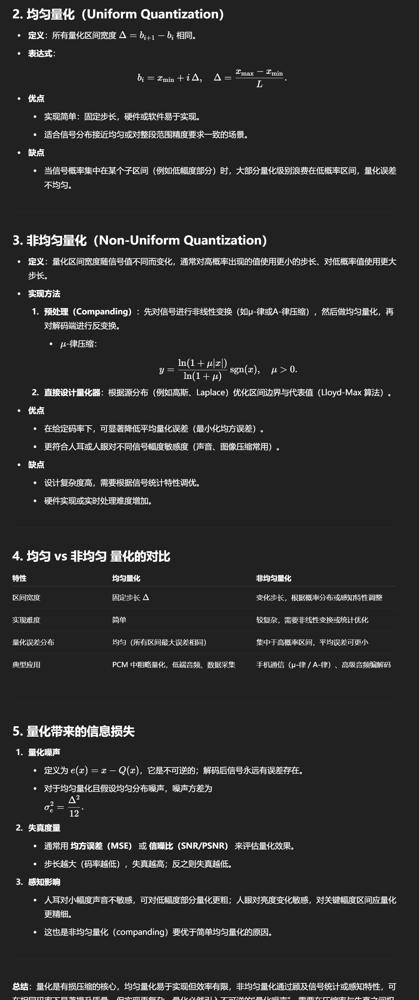 2. 均匀量化（Uniform Quantization）
• 定义：所有量化区间宽度 Δ = b_{i+1} − b_i 相同。
• 表达式：
b_i = x_min + i Δ, Δ = (x_max − x_min) / L.
• 优点
• 实现简单：固定步长，硬件或软件易于实现。
• 适合信号分布接近均匀或对整段范围精度要求一致的场景。
• 缺点
• 当信号概率集中在某个子区间（例如低幅度部分）时，大部分量化级别浪费在低概率区间，量化误差
不均匀。
3. 非均匀量化（Non-Uniform Quantization）
• 定义：量化区间宽度随信号值不同而变化，通常对高概率出现的值使用更小的步长、对低概率值使用更大
步长。
• 实现方法
1. 预处理（Companding）：先对信号进行非线性变换（如μ-律或A-律压缩），然后做均匀量化，再
对解码端进行反变换。
• μ-律压缩：
y = ln(1 + μ|x|) / ln(1 + μ) sgn(x), μ > 0.
2. 直接设计量化器：根据源分布（例如高斯、Laplace）优化区间边界与代表值（Lloyd-Max 算法）。
• 优点
• 在给定码率下，可显著降低平均量化误差（最小化均方误差）。
• 更符合人耳或人眼对不同信号幅度敏感度（声音、图像压缩常用）。
• 缺点
• 设计复杂度高，需要根据信号统计特性调优。
• 硬件实现或实时处理难度增加。
4. 均匀 vs 非均匀 量化的对比
特性 均匀量化 非均匀量化
区间宽度 固定步长 Δ 变化步长，根据概率分布或感知特性调整
实现难度 简单 较复杂，需要非线性变换或统计优化
量化误差分布 均匀（所有区间最大误差相同） 集中于高概率区间，平均误差可更小
典型应用 PCM 中粗略量化，低端音频、数据采集 手机通信（μ-律 / A-律）、高级音频编解码
5. 量化带来的信息损失
1. 量化噪声
• 定义为 e(x) = x − Q(x)，它是不可逆的；解码后信号永远有误差存在。
• 对于均匀量化且假设均匀分布噪声，噪声方差为
σ_e^2 = Δ^2 / 12.
2. 失真度量
• 通常用 均方误差（MSE） 或 信噪比（SNR/PSNR） 来评估量化效果。
• 步长越大（码率越低），失真越高；反之则失真越低。
3. 感知影响
• 人耳对小幅度声音不敏感，可对低幅度部分量化更粗；人眼对亮度变化敏感，对关键幅度区间应量化
更精细。
• 这也是非均匀量化（companding）要优于简单均匀量化的原因。
总结：量化是有损压缩的核心，均匀量化易于实现但效率有限，非均匀量化通过顾及信号统计或感知特性，可
在相同码率下显著提升质量，但实现更复杂。量化必然引入不可逆的“量化噪声”，需要在压缩率与失真之间权